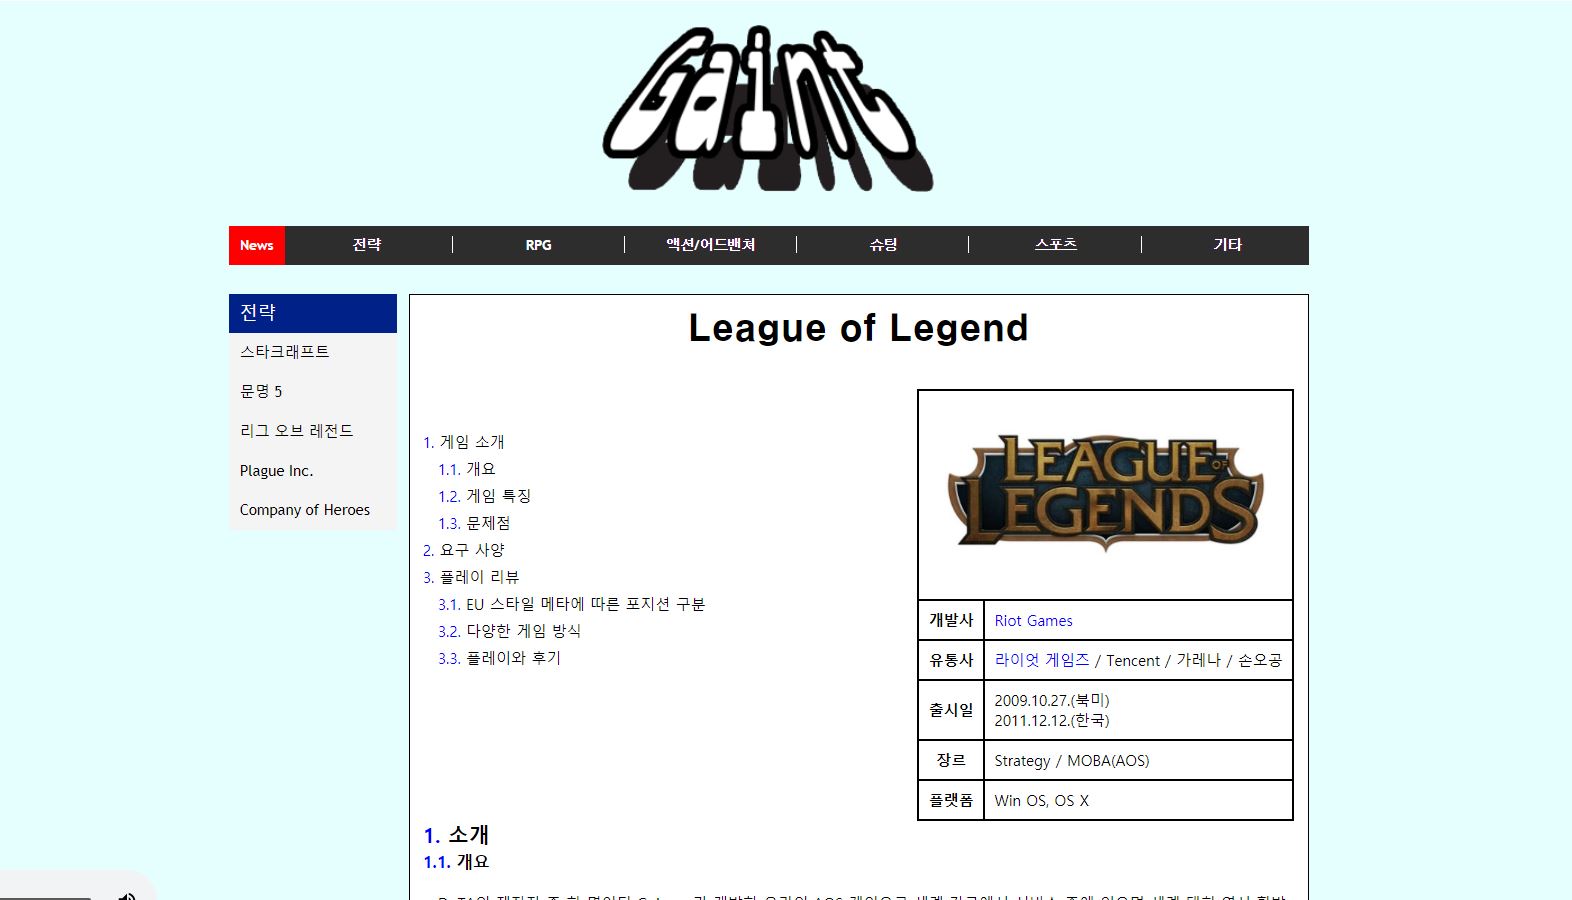 Gaint
News 전략 RPG 액션/어드벤쳐 슈팅 스포츠 기타
전략
스타크래프트
문명 5
리그 오브 레전드
Plague Inc.
Company of Heroes
League of Legend
1. 게임 소개
1.1. 개요
1.2. 게임 특징
1.3. 문제점
2. 요구 사양
3. 플레이 리뷰
3.1. EU 스타일 메타에 따른 포지션 구분
3.2. 다양한 게임 방식
3.3. 플레이와 후기
LEAGUE OF
LEGENDS
개발사 Riot Games
유통사 라이엇 게임즈 / Tencent / 가레나 / 손오공
출시일 2009.10.27.(북미)
2011.12.12.(한국)
장르 Strategy / MOBA(AOS)
플랫폼 Win OS, OS X
1. 소개
1.1. 개요